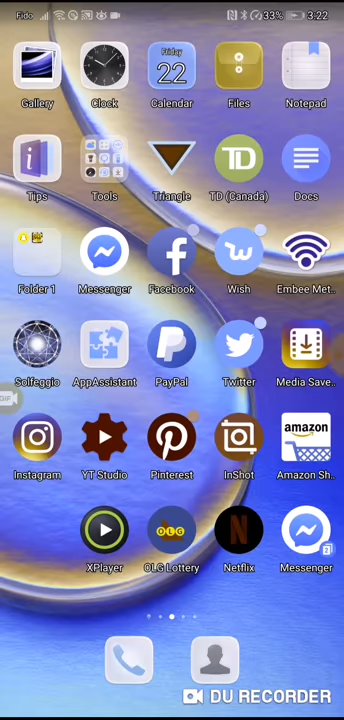 Fido 33% 3:22
Friday
22
Gallery Clock Calendar Files Notepad
TD
Tips Tools Triangle TD (Canada) Docs
Folder 1 Messenger Facebook Wish Embee Met..
GIF
Solfeggio AppAssistant PayPal Twitter Media Save..
amazon
Instagram YT Studio Pinterest InShot Amazon Sh..
OLG
2
XPlayer OLG Lottery Netflix Messenger
DU RECORDER